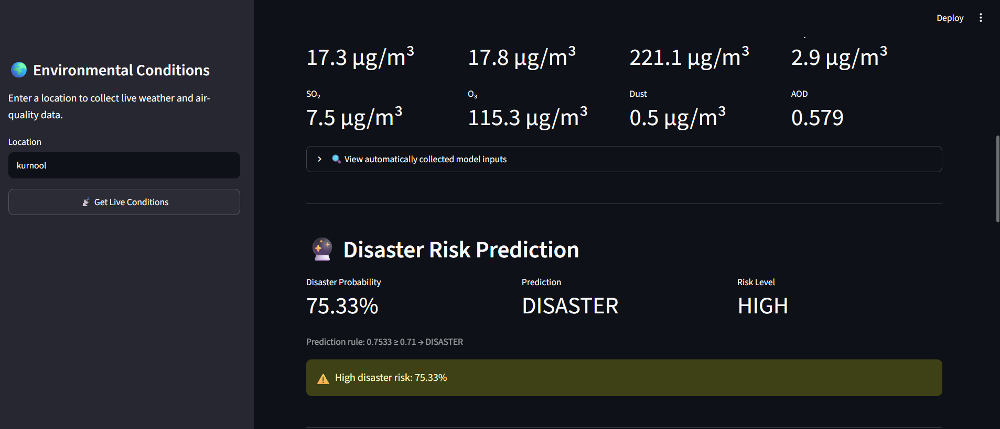 Deploy
🌍 Environmental Conditions
Enter a location to collect live weather and air-
quality data.
Location
kurnool
📡 Get Live Conditions
17.3 μg/m³
17.8 μg/m³
221.1 μg/m³
2.9 μg/m³
SO₂
O₃
Dust
AOD
7.5 μg/m³
115.3 μg/m³
0.5 μg/m³
0.579
🔍 View automatically collected model inputs
🔮 Disaster Risk Prediction
Disaster Probability
Prediction
Risk Level
75.33%
DISASTER
HIGH
Prediction rule: 0.7533 ≥ 0.71 → DISASTER
⚠️ High disaster risk: 75.33%